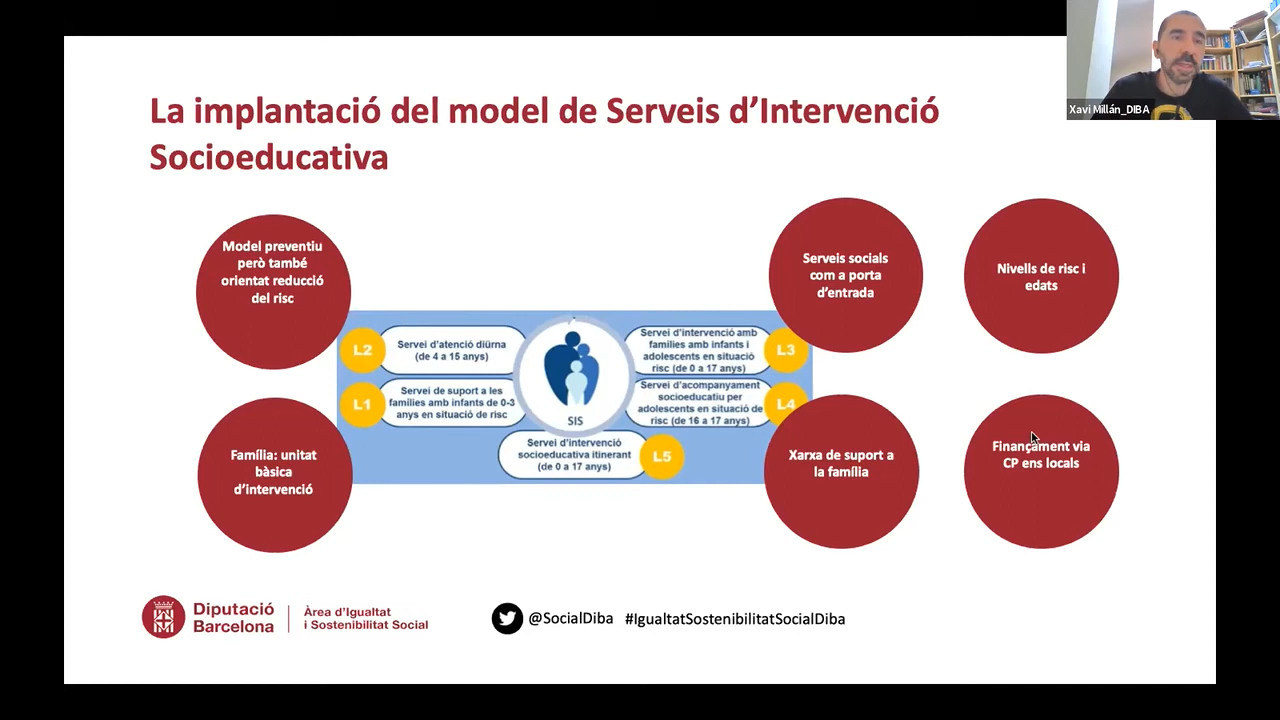 Xavi Millán_DIBA
La implantació del model de Serveis d’Intervenció
Socioeducativa
Model preventiu
però també
orientat reducció
del risc
Serveis socials
com a porta
d’entrada
Nivells de risc i
edats
L2
Servei d’atenció diürna
(de 4 a 15 anys)
Servei d’intervenció amb
famílies amb infants i
adolescents en situació
risc (de 0 a 17 anys)
L3
L1
Servei de suport a les
famílies amb infants de 0-3
anys en situació de risc
SIS
Servei d’acompanyament
socioeducatiu per
adolescents en situació de
risc (de 16 a 17 anys)
L4
Servei d’intervenció
socioeducativa itinerant
(de 0 a 17 anys)
L5
Família: unitat
bàsica
d’intervenció
Xarxa de suport a
la família
Finançament via
CP ens locals
Diputació
Barcelona
Àrea d’Igualtat
i Sostenibilitat Social
@SocialDiba #IgualtatSostenibilitatSocialDiba